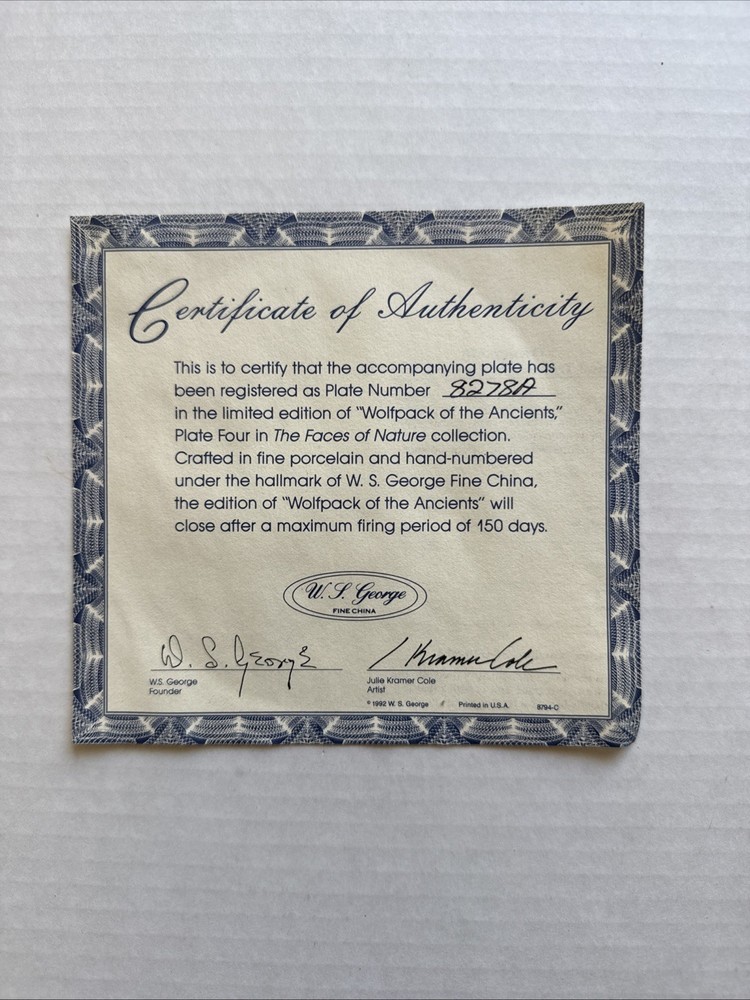 Certificate of Authenticity
This is to certify that the accompanying plate has
been registered as Plate Number 8278A
in the limited edition of "Wolfpack of the Ancients,"
Plate Four in The Faces of Nature collection.
Crafted in fine porcelain and hand-numbered
under the hallmark of W. S. George Fine China,
the edition of "Wolfpack of the Ancients" will
close after a maximum firing period of 150 days.
W. S. George
FINE CHINA
W. S. George
J Kramer Cole
W.S. George
Founder
Julie Kramer Cole
Artist
© 1992 W. S. George Printed in U.S.A. 8794-C